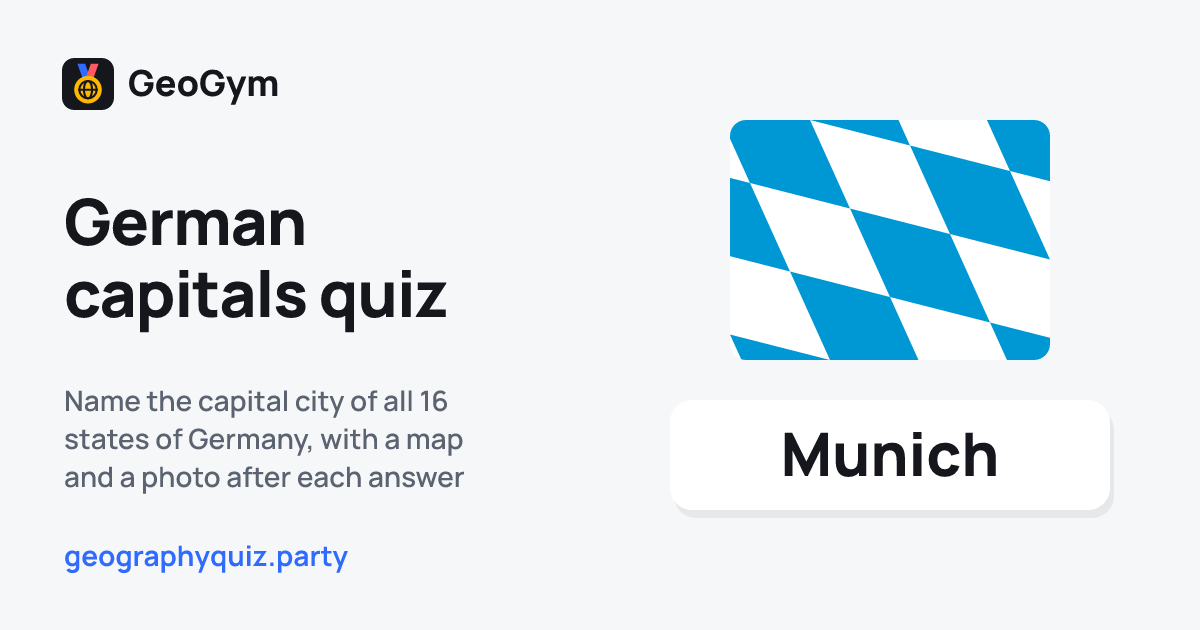 GeoGym
German
capitals quiz
Name the capital city of all 16
states of Germany, with a map
and a photo after each answer
geographyquiz.party
Munich